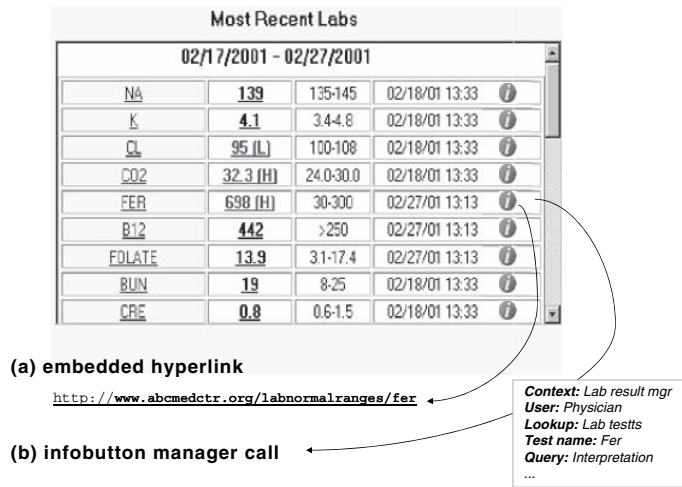 Most Recent Labs
02/17/2001 - 02/27/2001
NA 139 135-145 02/18/01 13:33 i
K 4.1 3.4-4.8 02/18/01 13:33 i
CL 95 (L) 100-108 02/18/01 13:33 i
CO2 32.3 (H) 24.0-30.0 02/18/01 13:33 i
FER 698 (H) 30-300 02/27/01 13:13 i
B12 442 >250 02/27/01 13:13 i
FOLATE 13.9 3.1-17.4 02/27/01 13:13 i
BUN 19 8-25 02/18/01 13:33 i
CRE 0.8 0.6-1.5 02/18/01 13:33 i
(a) embedded hyperlink
http://www.abcmedctr.org/labnormalranges/fer
(b) infobutton manager call
Context: Lab result mgr
User: Physician
Lookup: Lab testts
Test name: Fer
Query: Interpretation
...